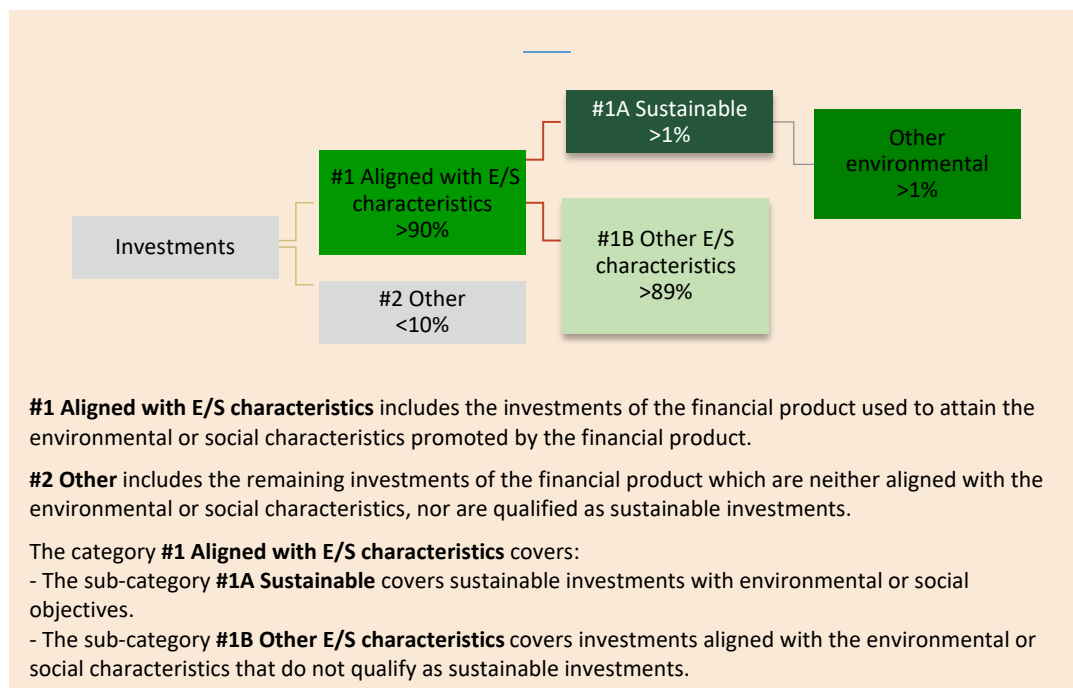 #1A Sustainable
>1%
Other
environmental
>1%
#1 Aligned with E/S
characteristics
>90%
Investments
#1B Other E/S
characteristics
>89%
#2 Other
<10%
#1 Aligned with E/S characteristics includes the investments of the financial product used to attain the
environmental or social characteristics promoted by the financial product.
#2 Other includes the remaining investments of the financial product which are neither aligned with the
environmental or social characteristics, nor are qualified as sustainable investments.
The category #1 Aligned with E/S characteristics covers:
- The sub-category #1A Sustainable covers sustainable investments with environmental or social
objectives.
- The sub-category #1B Other E/S characteristics covers investments aligned with the environmental or
social characteristics that do not qualify as sustainable investments.